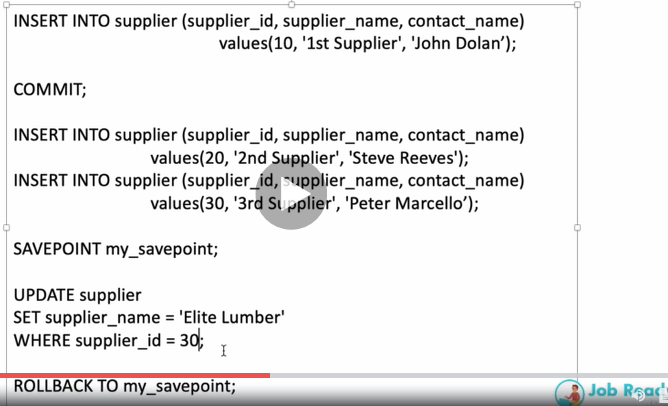 INSERT INTO supplier (supplier_id, supplier_name, contact_name)
values(10, '1st Supplier', 'John Dolan’);
COMMIT;
INSERT INTO supplier (supplier_id, supplier_name, contact_name)
values(20, '2nd Supplier', 'Steve Reeves');
INSERT INTO supplier (supplier_id, supplier_name, contact_name)
values(30, '3rd Supplier', 'Peter Marcello’);
SAVEPOINT my_savepoint;
UPDATE supplier
SET supplier_name = 'Elite Lumber'
WHERE supplier_id = 30;
ROLLBACK TO my_savepoint;
Job Read